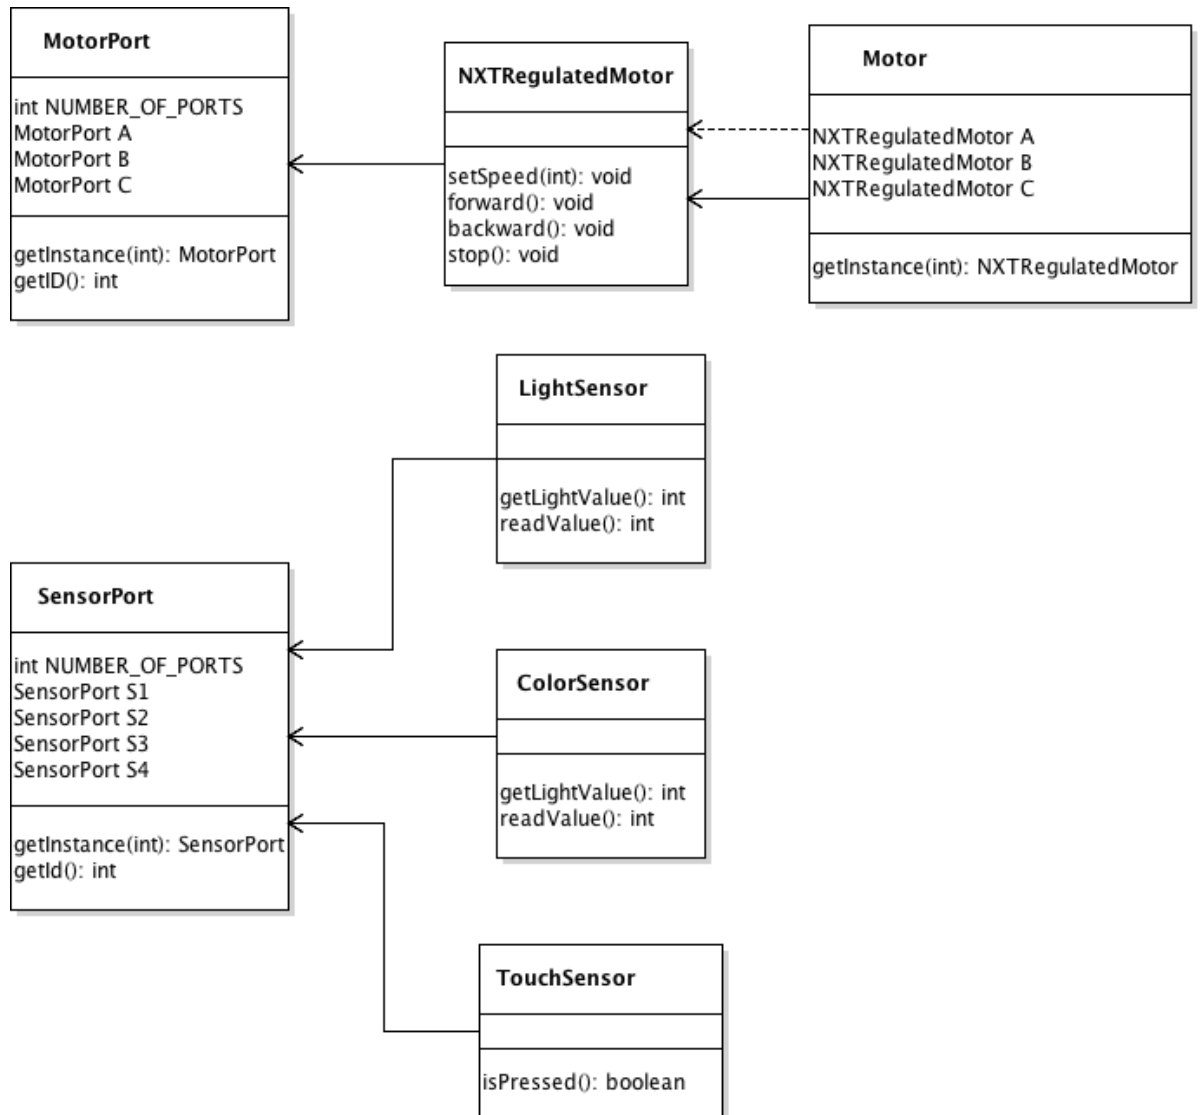 MotorPort
int NUMBER_OF_PORTS
MotorPort A
MotorPort B
MotorPort C
getInstance(int): MotorPort
getID(): int
NXTRegulatedMotor
setSpeed(int): void
forward(): void
backward(): void
stop(): void
Motor
NXTRegulatedMotor A
NXTRegulatedMotor B
NXTRegulatedMotor C
getInstance(int): NXTRegulatedMotor
LightSensor
getLightValue(): int
readValue(): int
SensorPort
int NUMBER_OF_PORTS
SensorPort S1
SensorPort S2
SensorPort S3
SensorPort S4
getInstance(int): SensorPort
getId(): int
ColorSensor
getLightValue(): int
readValue(): int
TouchSensor
isPressed(): boolean